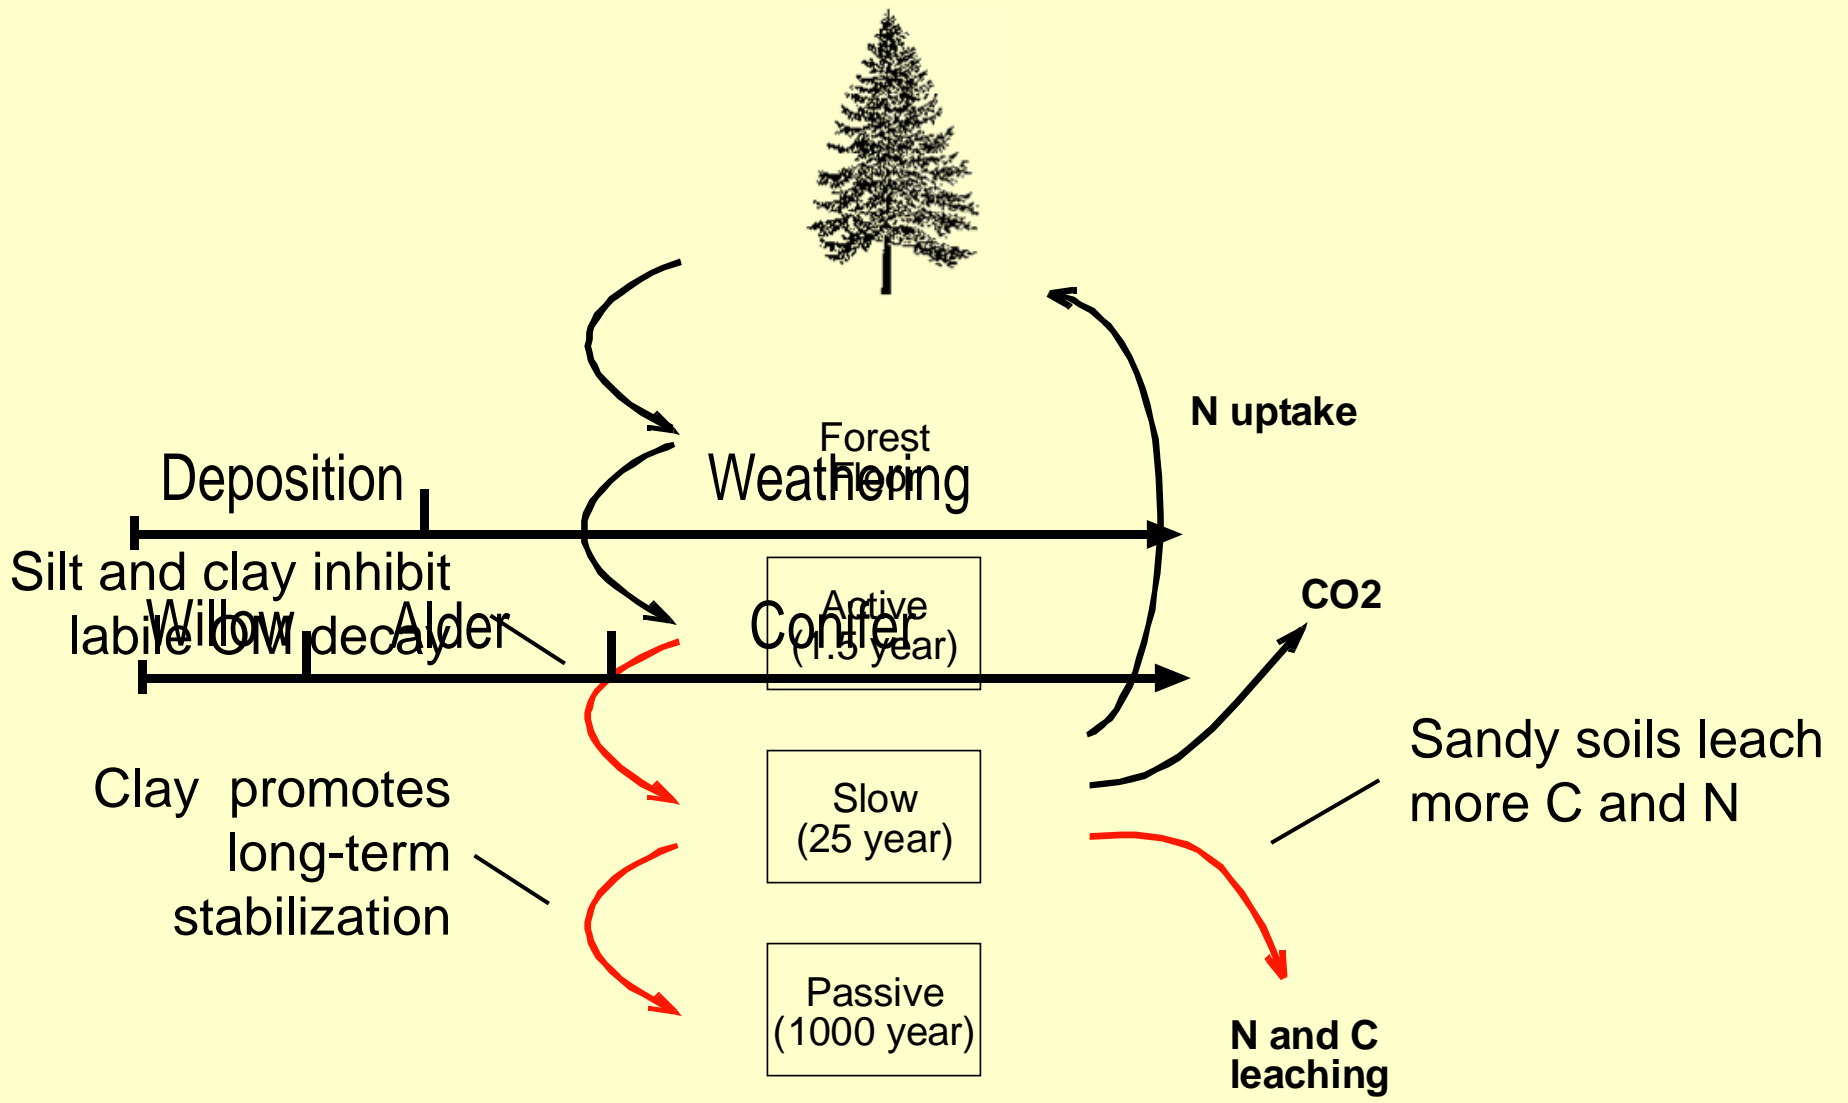 N uptake
Forest
Floor
Deposition
Weathering
Silt and clay inhibit
labile OM decay
Willow
Alder
Conifer
Active
(1.5 year)
CO2
Clay promotes
long-term
stabilization
Slow
(25 year)
Sandy soils leach
more C and N
Passive
(1000 year)
N and C
leaching